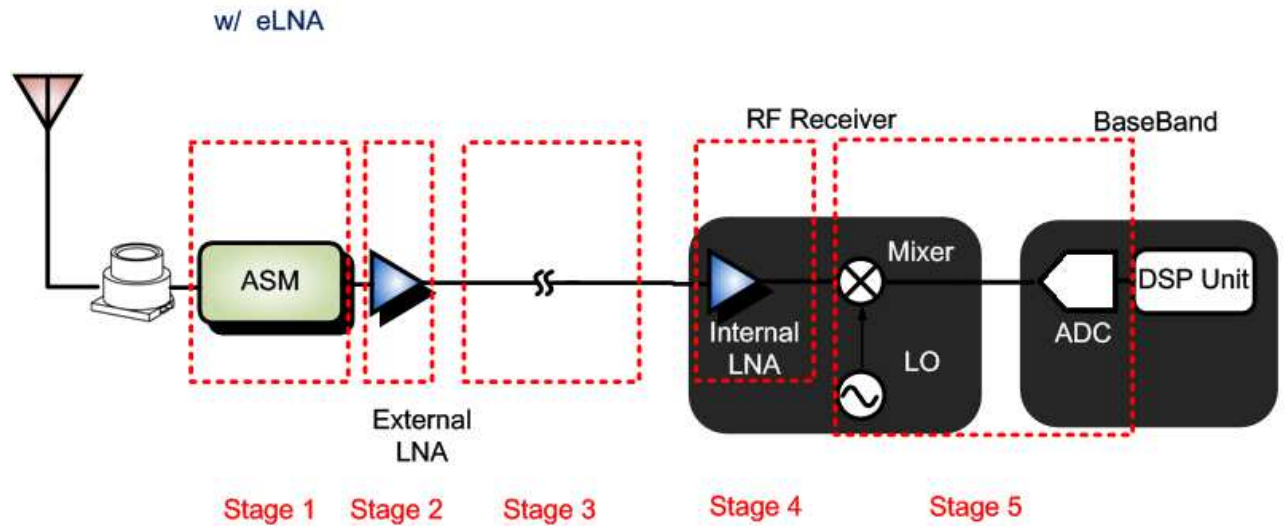 w/ eLNA
RF Receiver
BaseBand
ASM
Mixer
DSP Unit
Internal
LNA
LO
ADC
External
LNA
Stage 1
Stage 2
Stage 3
Stage 4
Stage 5